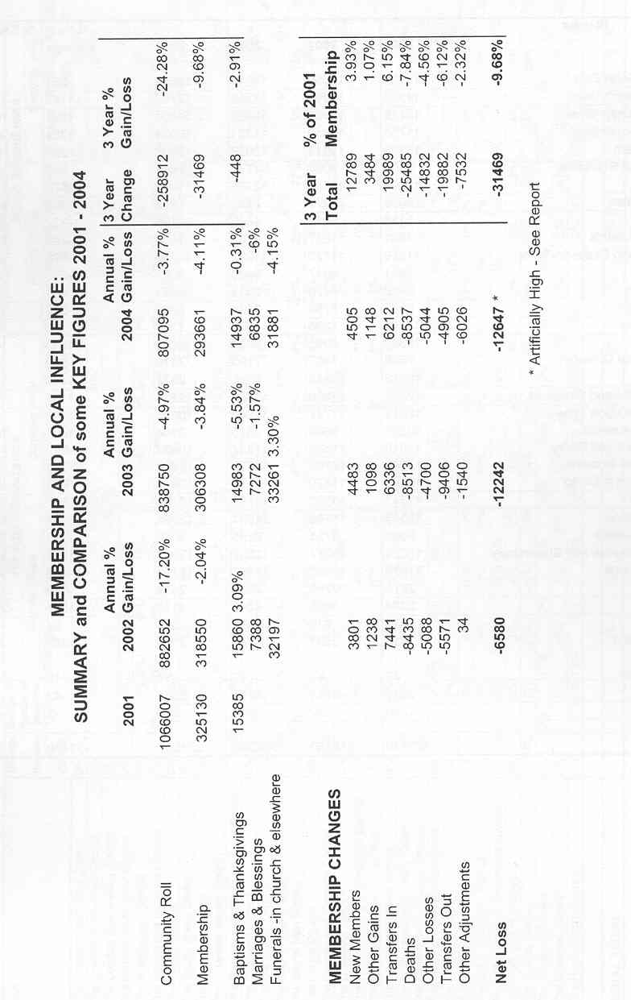 MEMBERSHIP AND LOCAL INFLUENCE:
SUMMARY and COMPARISON of some KEY FIGURES 2001 - 2004
Annual % Annual % Annual % 3 Year 3 Year %
2001 2002 Gain/Loss 2003 Gain/Loss 2004 Gain/Loss Change Gain/Loss
Community Roll 1066007 882652 -17.20% 838750 -4.97% 807095 -3.77% -258912 -24.28%
Membership 325130 318550 -2.04% 306308 -3.84% 293661 -4.11% -31469 -9.68%
Baptisms & Thanksgivings 15385 15860 3.09% 14983 -5.53% 14937 -0.31% -448 -2.91%
Marriages & Blessings 7388 7272 -1.57% 6835 -6%
Funerals -in church & elsewhere 32197 33261 3.30% 31881 -4.15%
3 Year % of 2001
MEMBERSHIP CHANGES Total Membership
New Members 3801 4483 4505 12789 3.93%
Other Gains 1238 1098 1148 3484 1.07%
Transfers In 7441 6336 6212 19989 6.15%
Deaths -8435 -8513 -8537 -25485 -7.84%
Other Losses -5088 -4700 -5044 -14832 -4.56%
Transfers Out -5571 -9406 -4905 -19882 -6.12%
Other Adjustments 34 -1540 -6026 -7532 -2.32%
Net Loss -6580 -12242 -12647 * -31469 -9.68%
* Artificially High - See Report